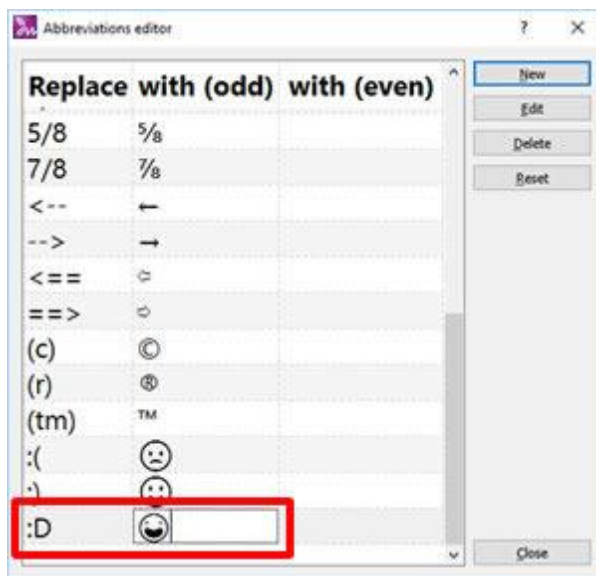 Abbreviations editor ? ×
Replace with (odd) with (even)
5/8 ⅝
7/8 ⅞
<-- ←
--> →
<== ⇦
==> ⇨
(c) ©
(r) ®
(tm) ™
:( ☹
:) ☺
:D 😀
New
Edit
Delete
Reset
Close